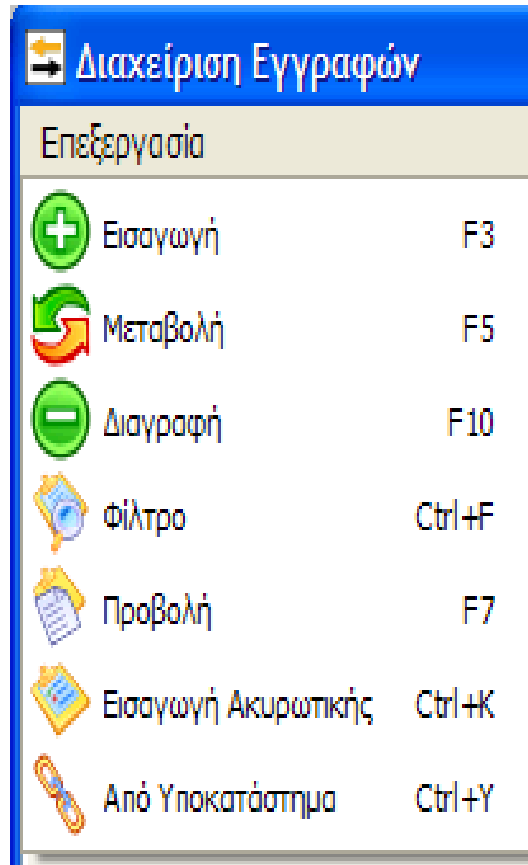 Διαχείριση Εγγραφών
Επεξεργασία
Εισαγωγή F3
Μεταβολή F5
Διαγραφή F10
Φίλτρο Ctrl+F
Προβολή F7
Εισαγωγή Ακυρωτικής Ctrl+K
Από Υποκατάστημα Ctrl+Y